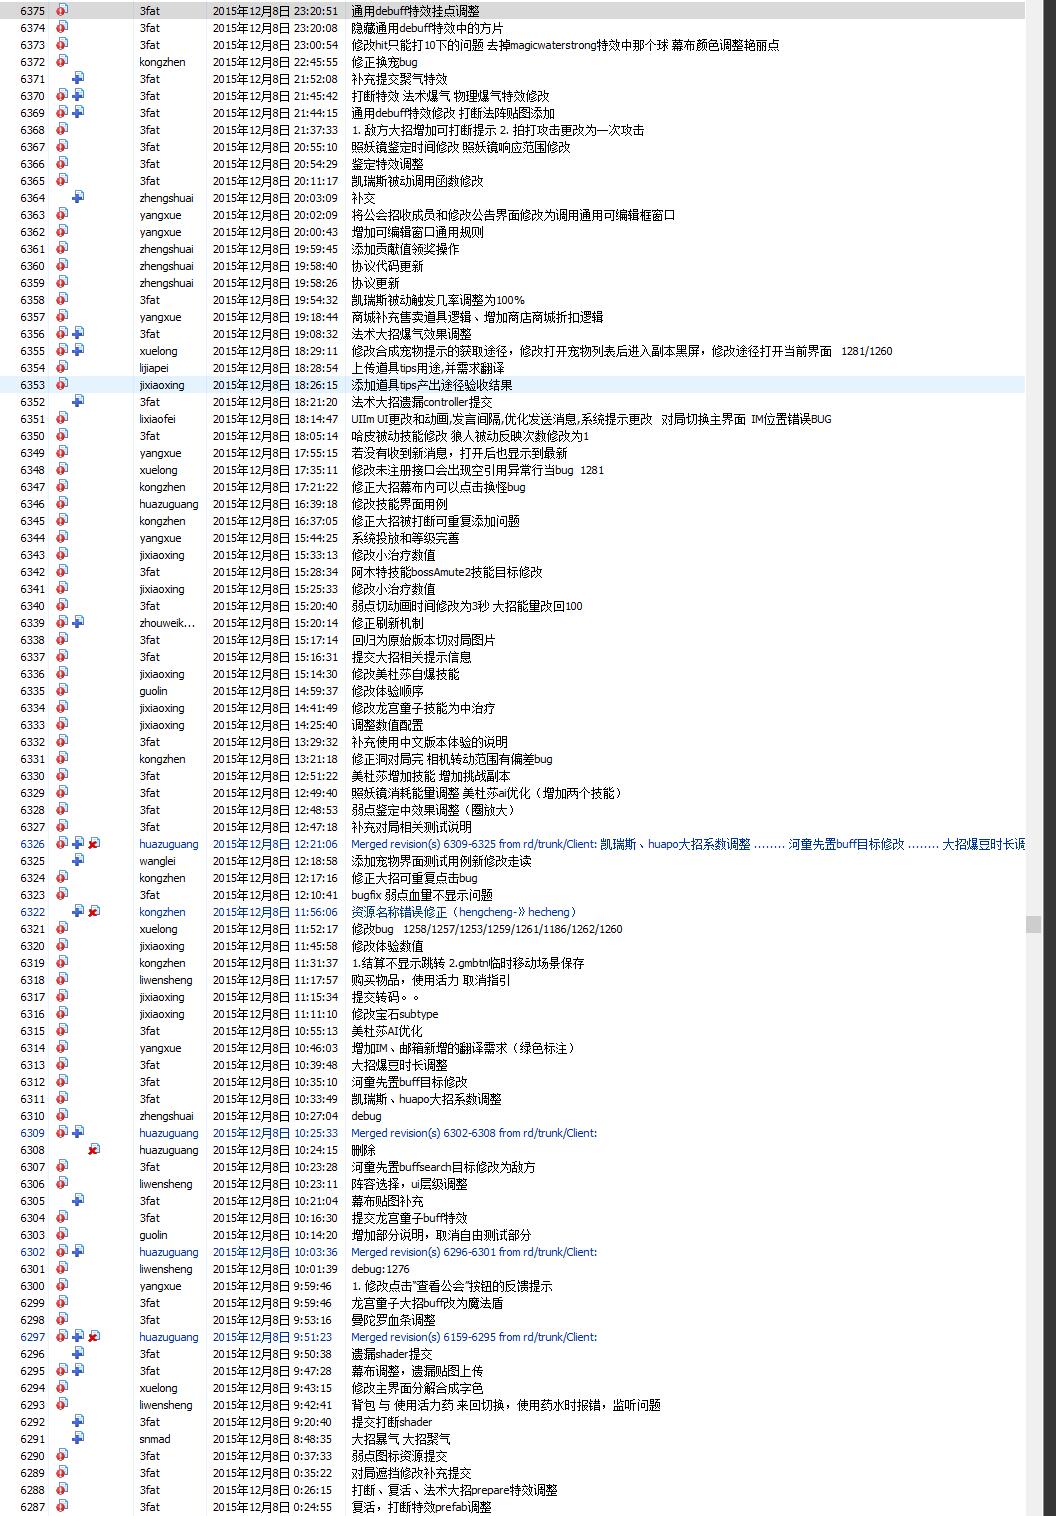 6375 3fat 2015年12月8日 23:20:51 通用debuff特效挂点调整
6374 3fat 2015年12月8日 23:20:08 隐藏通用debuff特效中的方片
6373 3fat 2015年12月8日 23:00:54 修改hit只能打10下的问题 去掉magicwaterstrong特效中那个球 幕布颜色调整艳丽点
6372 kongzhen 2015年12月8日 22:45:55 修正换宠bug
6371 3fat 2015年12月8日 21:52:08 补充提交聚气特效
6370 3fat 2015年12月8日 21:45:42 打断特效 法术爆气 物理爆气特效修改
6369 3fat 2015年12月8日 21:44:15 通用debuff特效修改 打断法阵贴图添加
6368 3fat 2015年12月8日 21:37:33 1. 敌方大招增加可打断提示 2. 拍打攻击更改为一次攻击
6367 3fat 2015年12月8日 20:55:10 照妖镜鉴定时间修改 照妖镜响应范围修改
6366 3fat 2015年12月8日 20:54:29 鉴定特效调整
6365 3fat 2015年12月8日 20:11:17 凯瑞斯被动调用函数修改
6364 zhengshuai 2015年12月8日 20:03:09 补交
6363 yangxue 2015年12月8日 20:02:09 将公会招收成员和修改公告界面修改为调用通用可编辑框窗口
6362 yangxue 2015年12月8日 20:00:43 增加可编辑窗口通用规则
6361 zhengshuai 2015年12月8日 19:59:45 添加贡献值领奖操作
6360 zhengshuai 2015年12月8日 19:58:40 协议代码更新
6359 zhengshuai 2015年12月8日 19:58:26 协议更新
6358 3fat 2015年12月8日 19:54:32 凯瑞斯被动触发几率调整为100%
6357 yangxue 2015年12月8日 19:18:44 商城补充售卖道具逻辑、增加商店商城折扣逻辑
6356 3fat 2015年12月8日 19:08:32 法术大招爆气效果调整
6355 xuelong 2015年12月8日 18:29:11 修改合成宠物提示的获取途径，修改打开宠物列表后进入副本黑屏，修改途径打开当前界面 1281/1260
6354 lijiapei 2015年12月8日 18:28:54 上传道具tips用途,并需求翻译
6353 jixiaoxing 2015年12月8日 18:26:15 添加道具tips产出途径验收结果
6352 3fat 2015年12月8日 18:21:20 法术大招遗漏controller提交
6351 lixiaofei 2015年12月8日 18:14:47 UIIm UI更改和动画,发言间隔,优化发送消息,系统提示更改 对局切换主界面 IM位置错误BUG
6350 3fat 2015年12月8日 18:05:14 哈皮被动技能修改 狼人被动反映次数修改为1
6349 yangxue 2015年12月8日 17:55:15 若没有收到新消息，打开后也显示到最新
6348 xuelong 2015年12月8日 17:35:11 修改未注册接口会出现空引用异常行当bug 1281
6347 kongzhen 2015年12月8日 17:21:22 修正大招幕布内可以点击换怪bug
6346 huazuguang 2015年12月8日 16:39:18 修改技能界面用例
6345 kongzhen 2015年12月8日 16:37:05 修正大招被打断可重复添加问题
6344 yangxue 2015年12月8日 15:44:25 系统投放和等级完善
6343 jixiaoxing 2015年12月8日 15:33:13 修改小治疗数值
6342 3fat 2015年12月8日 15:28:34 阿木特技能bossAmute2技能目标修改
6341 jixiaoxing 2015年12月8日 15:25:33 修改小治疗数值
6340 3fat 2015年12月8日 15:20:40 弱点切动画时间修改为3秒 大招能量改回100
6339 zhouweik... 2015年12月8日 15:20:14 修正刷新机制
6338 3fat 2015年12月8日 15:17:14 回归为原始版本切对局图片
6337 3fat 2015年12月8日 15:16:31 提交大招相关提示信息
6336 jixiaoxing 2015年12月8日 15:14:30 修改美杜莎自爆技能
6335 guolin 2015年12月8日 14:59:37 修改体验顺序
6334 jixiaoxing 2015年12月8日 14:41:49 修改龙宫童子技能为中治疗
6333 jixiaoxing 2015年12月8日 14:25:40 调整数值配置
6332 3fat 2015年12月8日 13:29:32 补充使用中文版本体验的说明
6331 kongzhen 2015年12月8日 13:21:18 修正洞对局完 相机转动范围有偏差bug
6330 3fat 2015年12月8日 12:51:22 美杜莎增加技能 增加挑战副本
6329 3fat 2015年12月8日 12:49:40 照妖镜消耗能量调整 美杜莎ai优化（增加两个技能）
6328 3fat 2015年12月8日 12:48:53 弱点鉴定中效果调整（圈放大）
6327 3fat 2015年12月8日 12:47:18 补充对局相关测试说明
6326 huazuguang 2015年12月8日 12:21:06 Merged revision(s) 6309-6325 from rd/trunk/Client: 凯瑞斯、huapo大招系数调整 ........ 河童先置buff目标修改 ........ 大招爆豆时长调
6325 wanglei 2015年12月8日 12:18:58 添加宠物界面测试用例新修改走读
6324 kongzhen 2015年12月8日 12:17:16 修正大招可重复点击bug
6323 3fat 2015年12月8日 12:10:41 bugfix 弱点血量不显示问题
6322 kongzhen 2015年12月8日 11:56:06 资源名称错误修正（hengcheng-》hecheng）
6321 xuelong 2015年12月8日 11:52:17 修改bug 1258/1257/1253/1259/1261/1186/1262/1260
6320 jixiaoxing 2015年12月8日 11:45:58 修改体验数值
6319 kongzhen 2015年12月8日 11:31:37 1.结算不显示跳转 2.gmbtn临时移动场景保存
6318 liwensheng 2015年12月8日 11:17:57 购买物品，使用活力 取消指引
6317 jixiaoxing 2015年12月8日 11:15:34 提交转码。。
6316 jixiaoxing 2015年12月8日 11:11:10 修改宝石subtype
6315 3fat 2015年12月8日 10:55:13 美杜莎AI优化
6314 yangxue 2015年12月8日 10:46:03 增加IM、邮箱新增的翻译需求（绿色标注）
6313 3fat 2015年12月8日 10:39:48 大招爆豆时长调整
6312 3fat 2015年12月8日 10:35:10 河童先置buff目标修改
6311 3fat 2015年12月8日 10:33:49 凯瑞斯、huapo大招系数调整
6310 zhengshuai 2015年12月8日 10:27:04 debug
6309 huazuguang 2015年12月8日 10:25:33 Merged revision(s) 6302-6308 from rd/trunk/Client:
6308 huazuguang 2015年12月8日 10:24:15 删除
6307 3fat 2015年12月8日 10:23:28 河童先置buffsearch目标修改为敌方
6306 liwensheng 2015年12月8日 10:23:11 阵容选择，ui层级调整
6305 3fat 2015年12月8日 10:21:04 幕布贴图补充
6304 3fat 2015年12月8日 10:16:30 提交龙宫童子buff特效
6303 guolin 2015年12月8日 10:14:20 增加部分说明，取消自由测试部分
6302 huazuguang 2015年12月8日 10:03:36 Merged revision(s) 6296-6301 from rd/trunk/Client:
6301 liwensheng 2015年12月8日 10:01:39 debug:1276
6300 yangxue 2015年12月8日 9:59:46 1. 修改点击“查看公会”按钮的反馈提示
6299 3fat 2015年12月8日 9:59:46 龙宫童子大招buff改为魔法盾
6298 3fat 2015年12月8日 9:53:16 曼陀罗血条调整
6297 huazuguang 2015年12月8日 9:51:23 Merged revision(s) 6159-6295 from rd/trunk/Client:
6296 3fat 2015年12月8日 9:50:38 遗漏shader提交
6295 3fat 2015年12月8日 9:47:28 幕布调整，遗漏贴图上传
6294 xuelong 2015年12月8日 9:43:15 修改主界面分解合成字色
6293 liwensheng 2015年12月8日 9:42:41 背包 与 使用活力药 来回切换，使用药水时报错，监听问题
6292 3fat 2015年12月8日 9:20:40 提交打断shader
6291 snmad 2015年12月8日 8:48:35 大招暴气 大招聚气
6290 3fat 2015年12月8日 0:37:33 弱点图标资源提交
6289 3fat 2015年12月8日 0:35:22 对局遮挡修改补充提交
6288 3fat 2015年12月8日 0:26:15 打断、复活、法术大招prepare特效调整
6287 3fat 2015年12月8日 0:24:55 复活，打断特效prefab调整